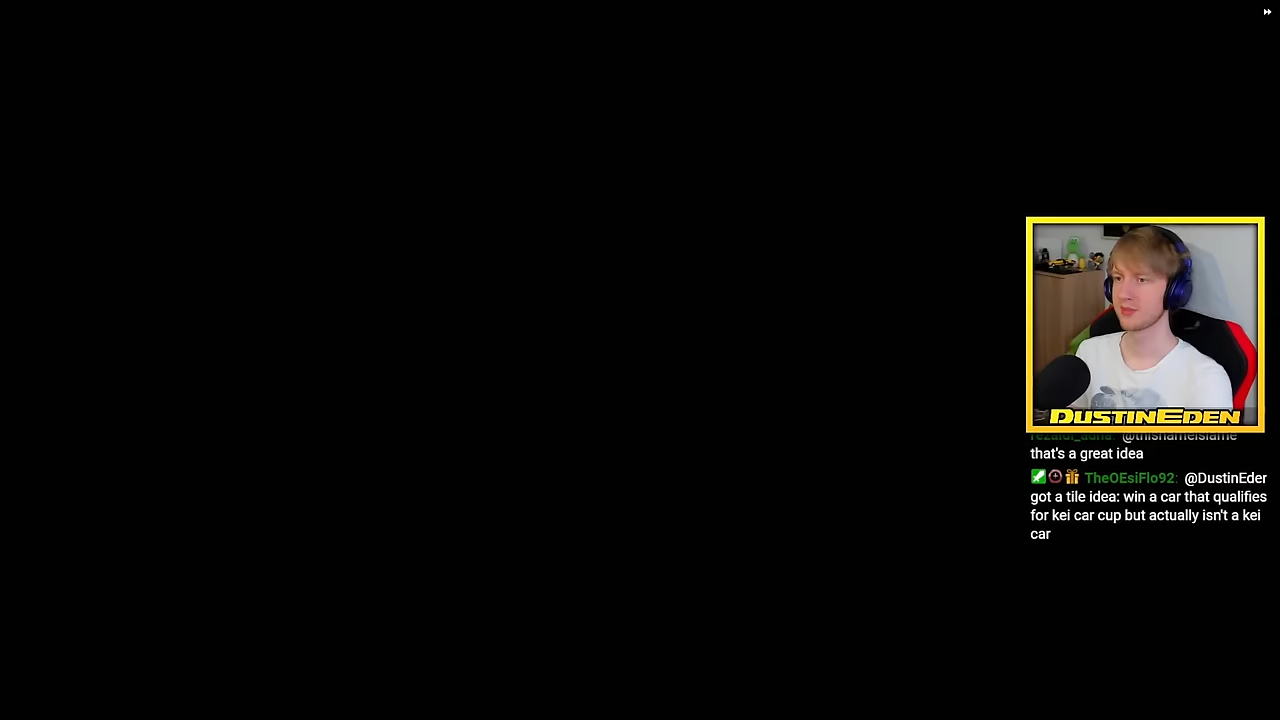 DUSTINEDEN
rezaldi_adha: @thisnameislame
that's a great idea
TheOEsiFlo92: @DustinEder
got a tile idea: win a car that qualifies
for kei car cup but actually isn't a kei
car